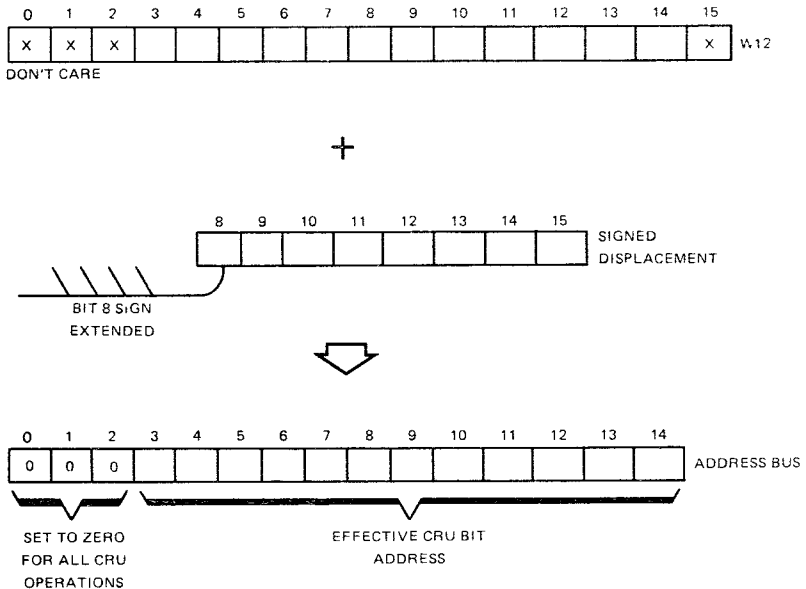 0 1 2 3 4 5 6 7 8 9 10 11 12 13 14 15
X X X X W12
DON'T CARE
+
8 9 10 11 12 13 14 15
SIGNED
DISPLACEMENT
BIT 8 SIGN
EXTENDED
0 1 2 3 4 5 6 7 8 9 10 11 12 13 14
0 0 0 ADDRESS BUS
SET TO ZERO
FOR ALL CRU
OPERATIONS
EFFECTIVE CRU BIT
ADDRESS